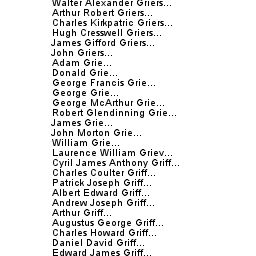 Walter Alexander Griers...
Arthur Robert Griers...
Charles Kirkpatric Griers...
Hugh Cresswell Griers...
James Gifford Griers...
John Griers...
Adam Grie...
Donald Grie...
George Francis Grie...
George Grie...
George McArthur Grie...
Robert Glendinning Grie...
James Grie...
John Morton Grie...
William Grie...
Laurence William Griev...
Cyril James Anthony Griff...
Charles Coulter Griff...
Patrick Joseph Griff...
Albert Edward Griff...
Andrew Joseph Griff...
Arthur Griff...
Augustus George Griff...
Charles Howard Griff...
Daniel David Griff...
Edward James Griff...